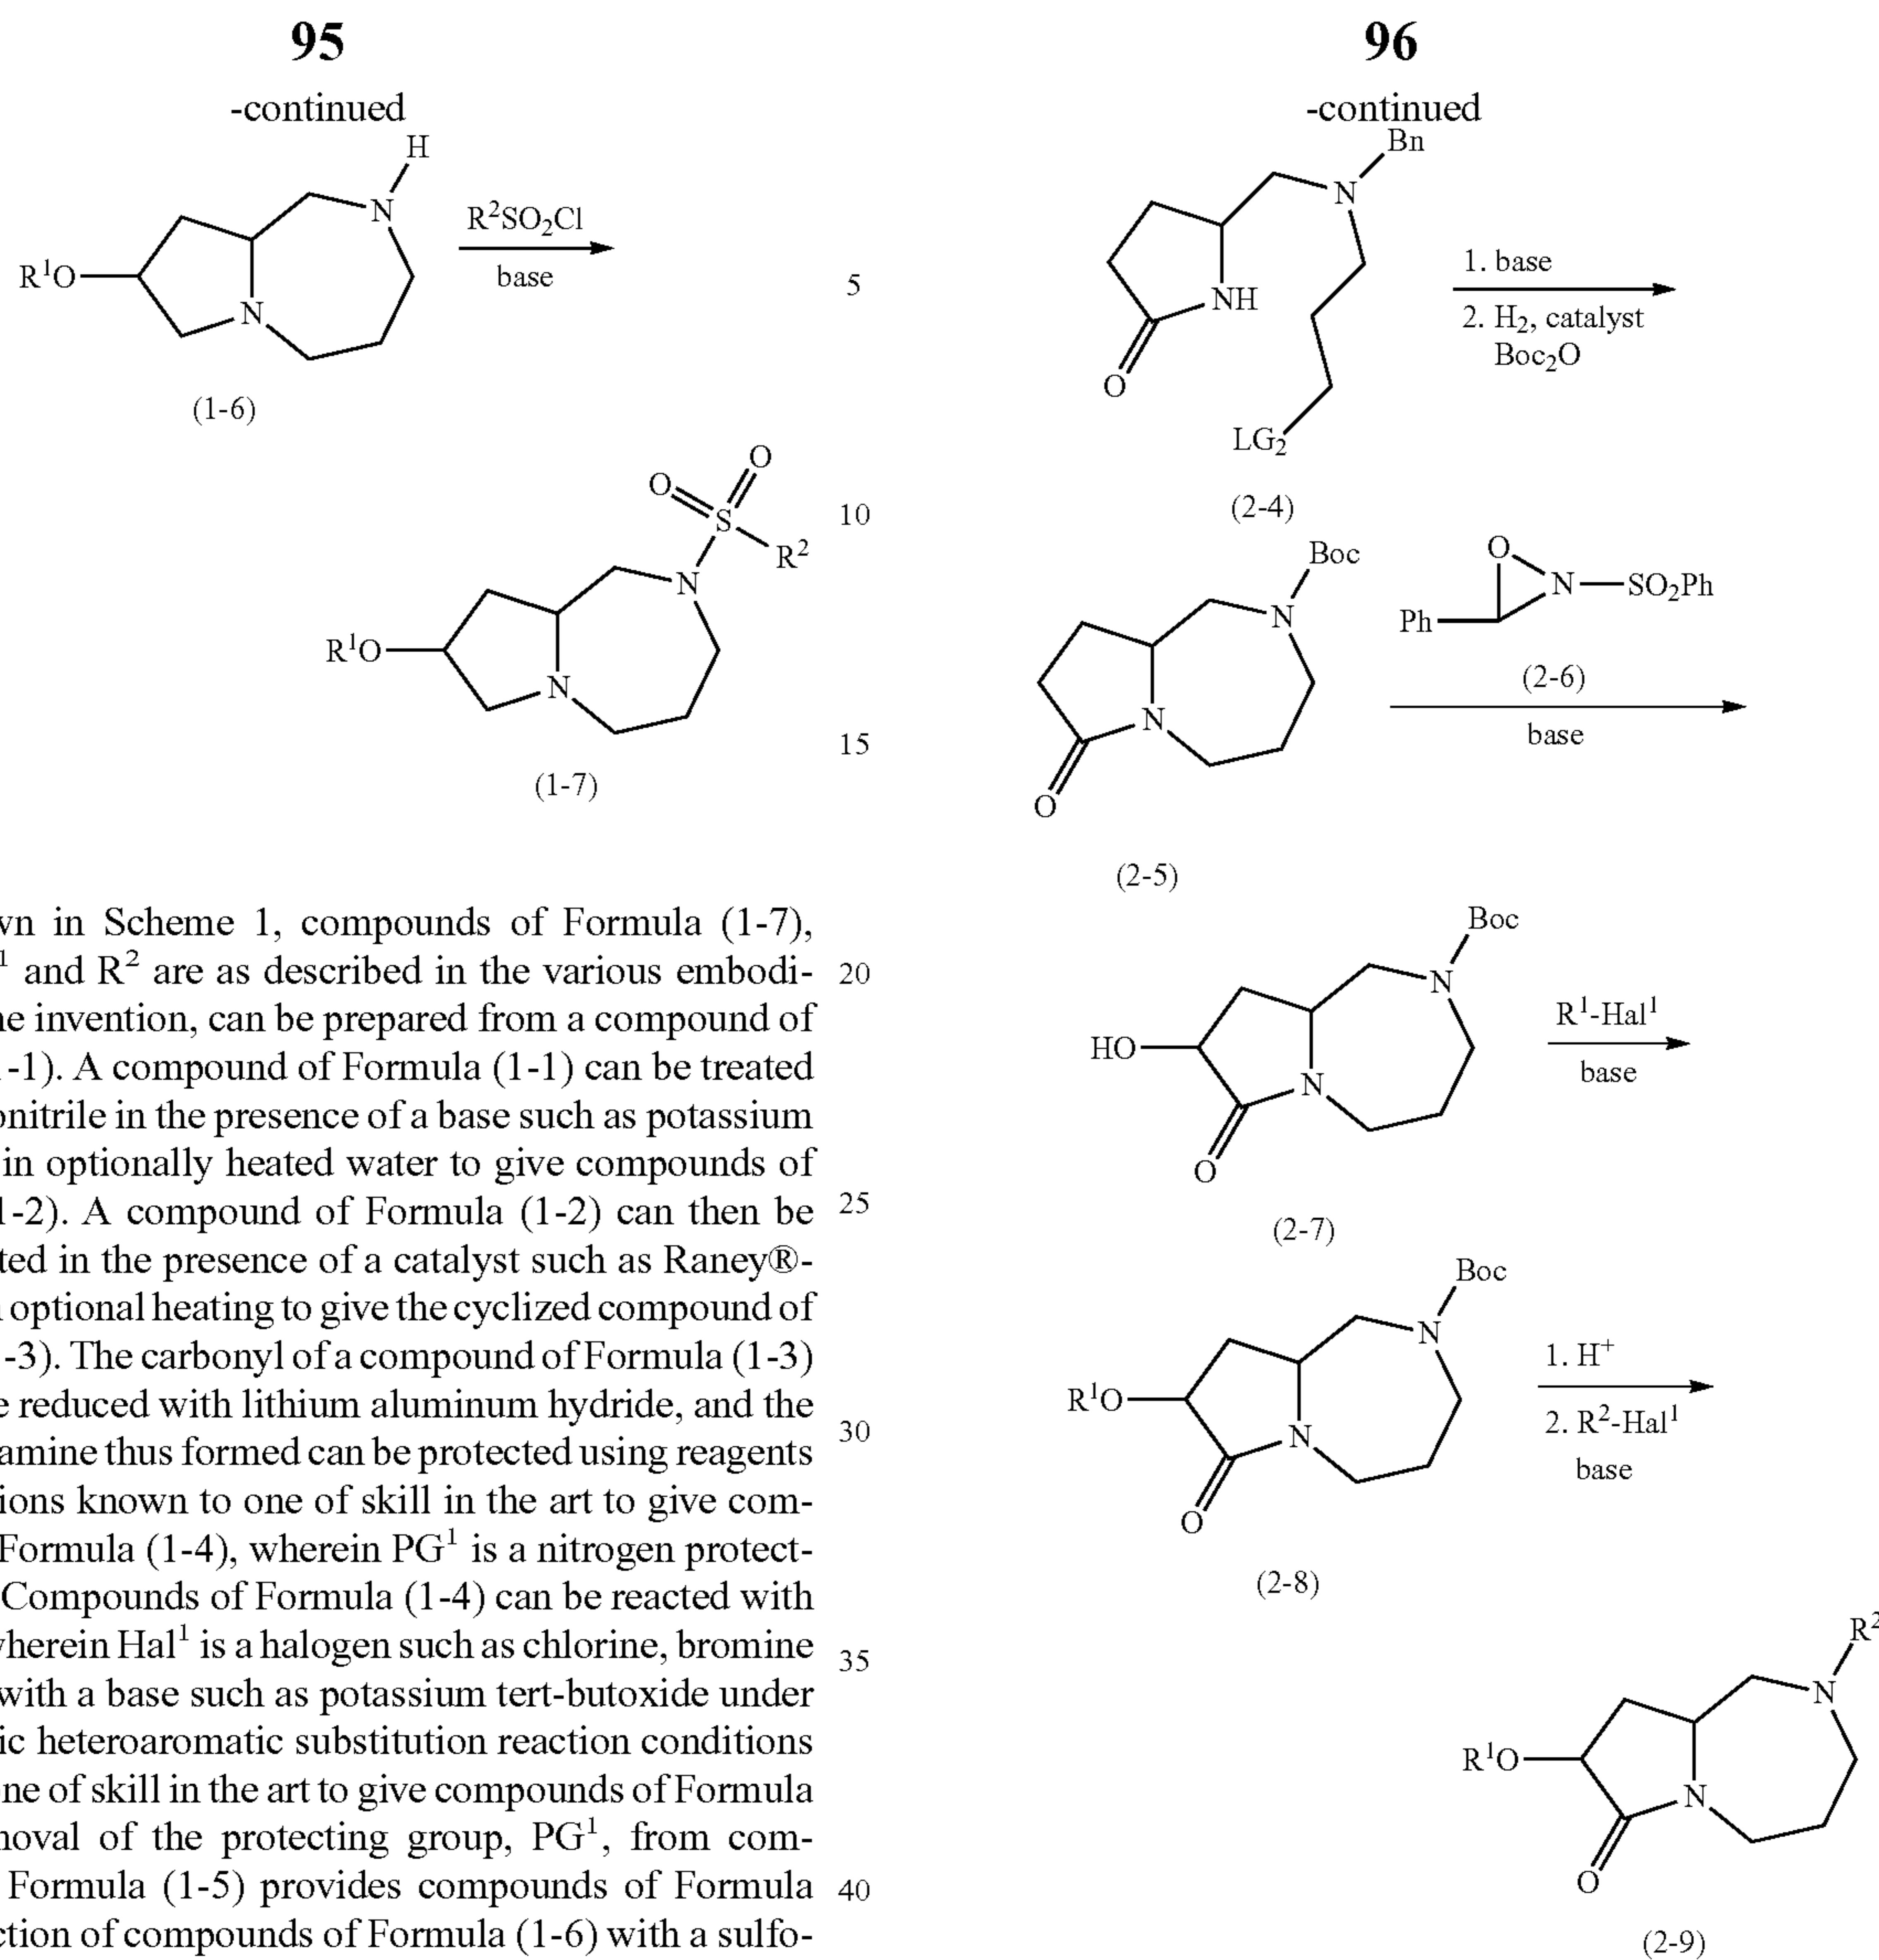 95
-continued
H
N
R¹O
N
R²SO₂Cl
base
(1-6)
O
O
S
R²
N
R¹O
N
(1-7)
wn in Scheme 1, compounds of Formula (1-7),
¹ and R² are as described in the various embodi-
ne invention, can be prepared from a compound of
1-1). A compound of Formula (1-1) can be treated
onitrile in the presence of a base such as potassium
in optionally heated water to give compounds of
1-2). A compound of Formula (1-2) can then be
ted in the presence of a catalyst such as Raney®-
n optional heating to give the cyclized compound of
-3). The carbonyl of a compound of Formula (1-3)
e reduced with lithium aluminum hydride, and the
amine thus formed can be protected using reagents
ions known to one of skill in the art to give com-
Formula (1-4), wherein PG¹ is a nitrogen protect-
Compounds of Formula (1-4) can be reacted with
wherein Hal¹ is a halogen such as chlorine, bromine
with a base such as potassium tert-butoxide under
ic heteroaromatic substitution reaction conditions
ne of skill in the art to give compounds of Formula
noval of the protecting group, PG¹, from com-
Formula (1-5) provides compounds of Formula
ction of compounds of Formula (1-6) with a sulfo-
5
10
15
20
25
30
35
40
96
-continued
Bn
N
NH
O
LG₂
1. base
2. H₂, catalyst
Boc₂O
(2-4)
Boc
N
N
O
O
N
SO₂Ph
Ph
(2-6)
base
(2-5)
Boc
N
HO
N
O
R¹-Hal¹
base
(2-7)
Boc
N
R¹O
N
O
1. H⁺
2. R²-Hal¹
base
(2-8)
R²
N
R¹O
N
O
(2-9)